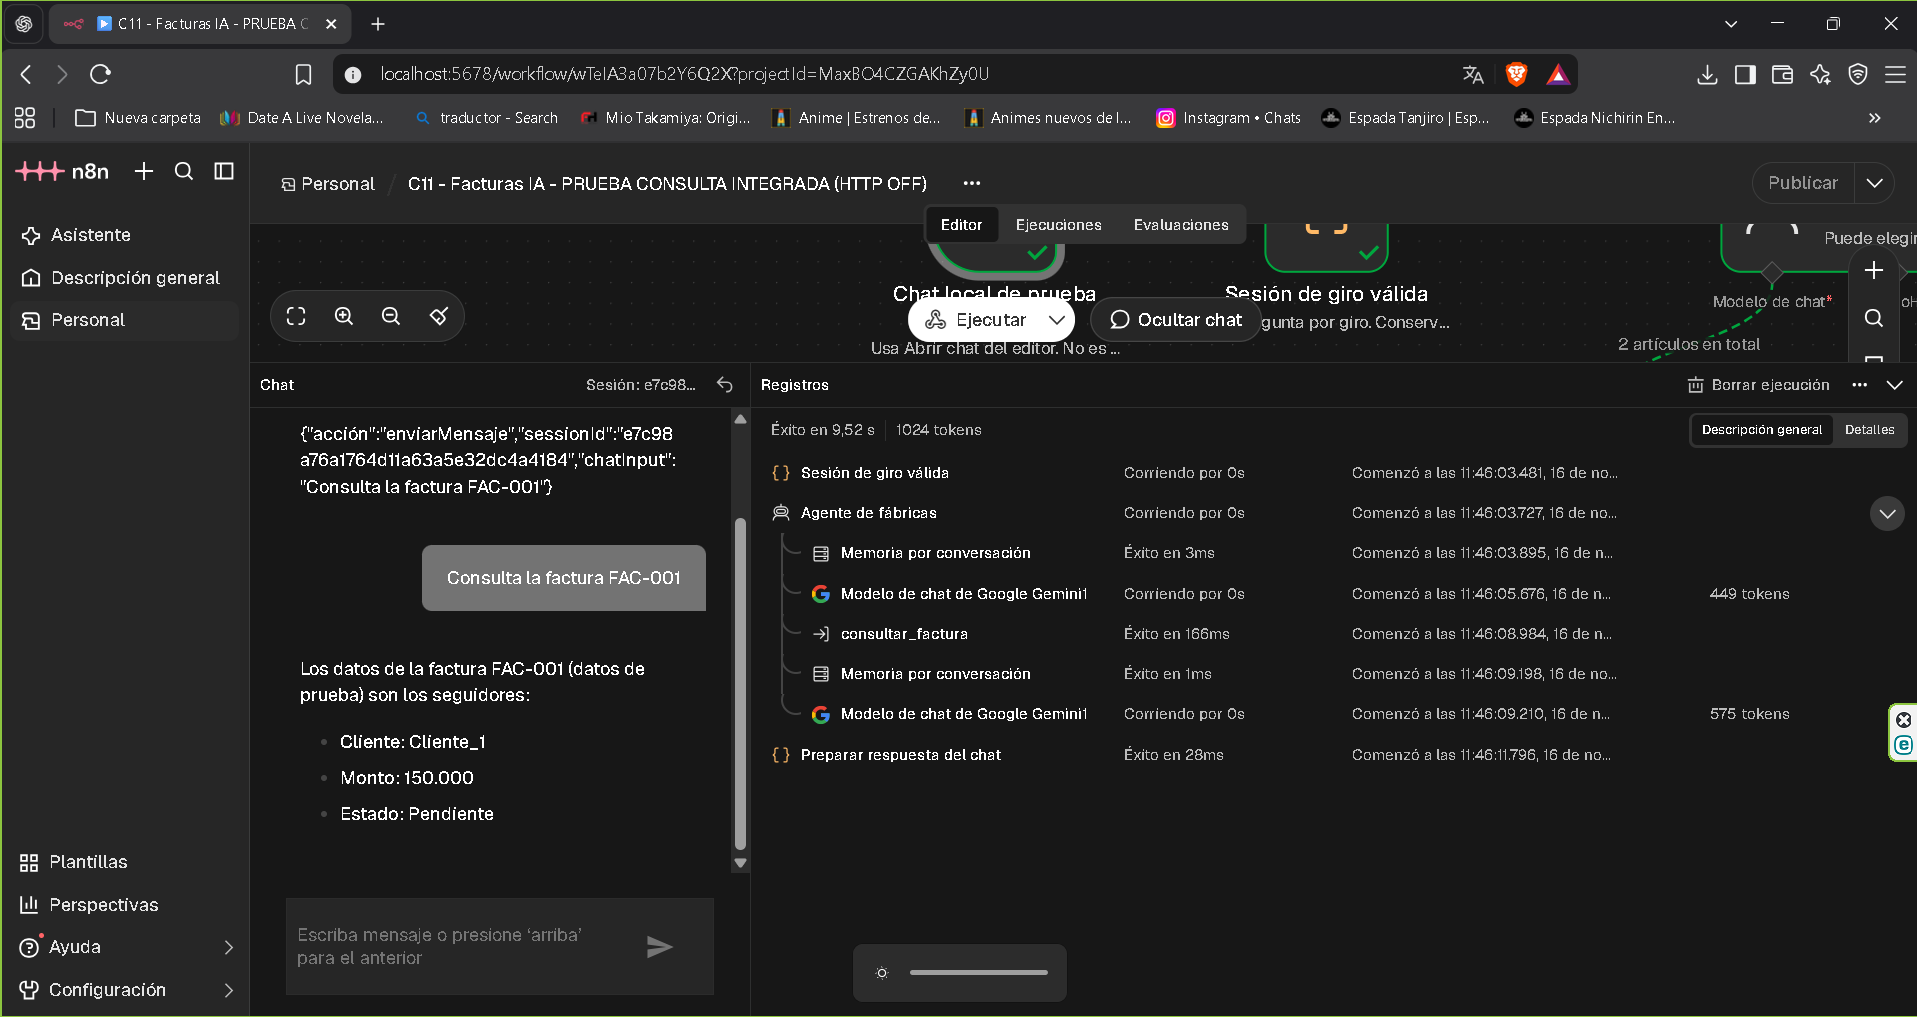 C11 - Facturas IA - PRUEBA C
localhost:5678/workflow/wTeIA3a07b2Y6Q2X?projectId=MaxBO4CZGAKhZy0U
Nueva carpeta
Date A Live Novela...
traductor - Search
Mio Takamiya: Origi...
Anime | Estrenos de...
Animes nuevos de l...
Instagram • Chats
Espada Tanjiro | Esp...
Espada Nichirin En...
n8n
Personal / C11 - Facturas IA - PRUEBA CONSULTA INTEGRADA (HTTP OFF)
Publicar
Asistente
Descripción general
Personal
Editor
Ejecuciones
Evaluaciones
Puede elegir
Chat local de prueba
Sesión de giro válida
Modelo de chat*
Ejecutar
Ocultar chat
gunta por giro. Conserv...
Usa Abrir chat del editor. No es ...
2 artículos en total
Chat
Sesión: e7c98...
{"acción":"enviarMensaje","sessionId":"e7c98
a76a1764d11a63a5e32dc4a4184","chatInput":
"Consulta la factura FAC-001"}
Consulta la factura FAC-001
Los datos de la factura FAC-001 (datos de
prueba) son los seguidores:
Cliente: Cliente_1
Monto: 150.000
Estado: Pendiente
Escriba mensaje o presione ‘arriba’
para el anterior
Registros
Borrar ejecución
Éxito en 9,52 s
1024 tokens
Descripción general
Detalles
Sesión de giro válida Corriendo por 0s Comenzó a las 11:46:03.481, 16 de no...
Agente de fábricas Corriendo por 0s Comenzó a las 11:46:03.727, 16 de no...
Memoria por conversación Éxito en 3ms Comenzó a las 11:46:03.895, 16 de n...
Modelo de chat de Google Gemini1 Corriendo por 0s Comenzó a las 11:46:05.676, 16 de n... 449 tokens
consultar_factura Éxito en 166ms Comenzó a las 11:46:08.984, 16 de n...
Memoria por conversación Éxito en 1ms Comenzó a las 11:46:09.198, 16 de n...
Modelo de chat de Google Gemini1 Corriendo por 0s Comenzó a las 11:46:09.210, 16 de n... 575 tokens
Preparar respuesta del chat Éxito en 28ms Comenzó a las 11:46:11.796, 16 de no...
Plantillas
Perspectivas
Ayuda
Configuración